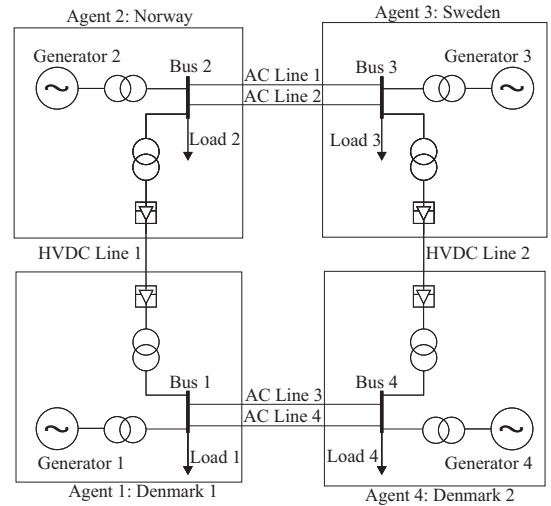 Agent 2: Norway
Agent 3: Sweden
Generator 2
Bus 2
AC Line 1
Bus 3
Generator 3
AC Line 2
Load 2
Load 3
HVDC Line 1
HVDC Line 2
Bus 1
AC Line 3
Bus 4
AC Line 4
Generator 1
Load 1
Load 4
Generator 4
Agent 1: Denmark 1
Agent 4: Denmark 2